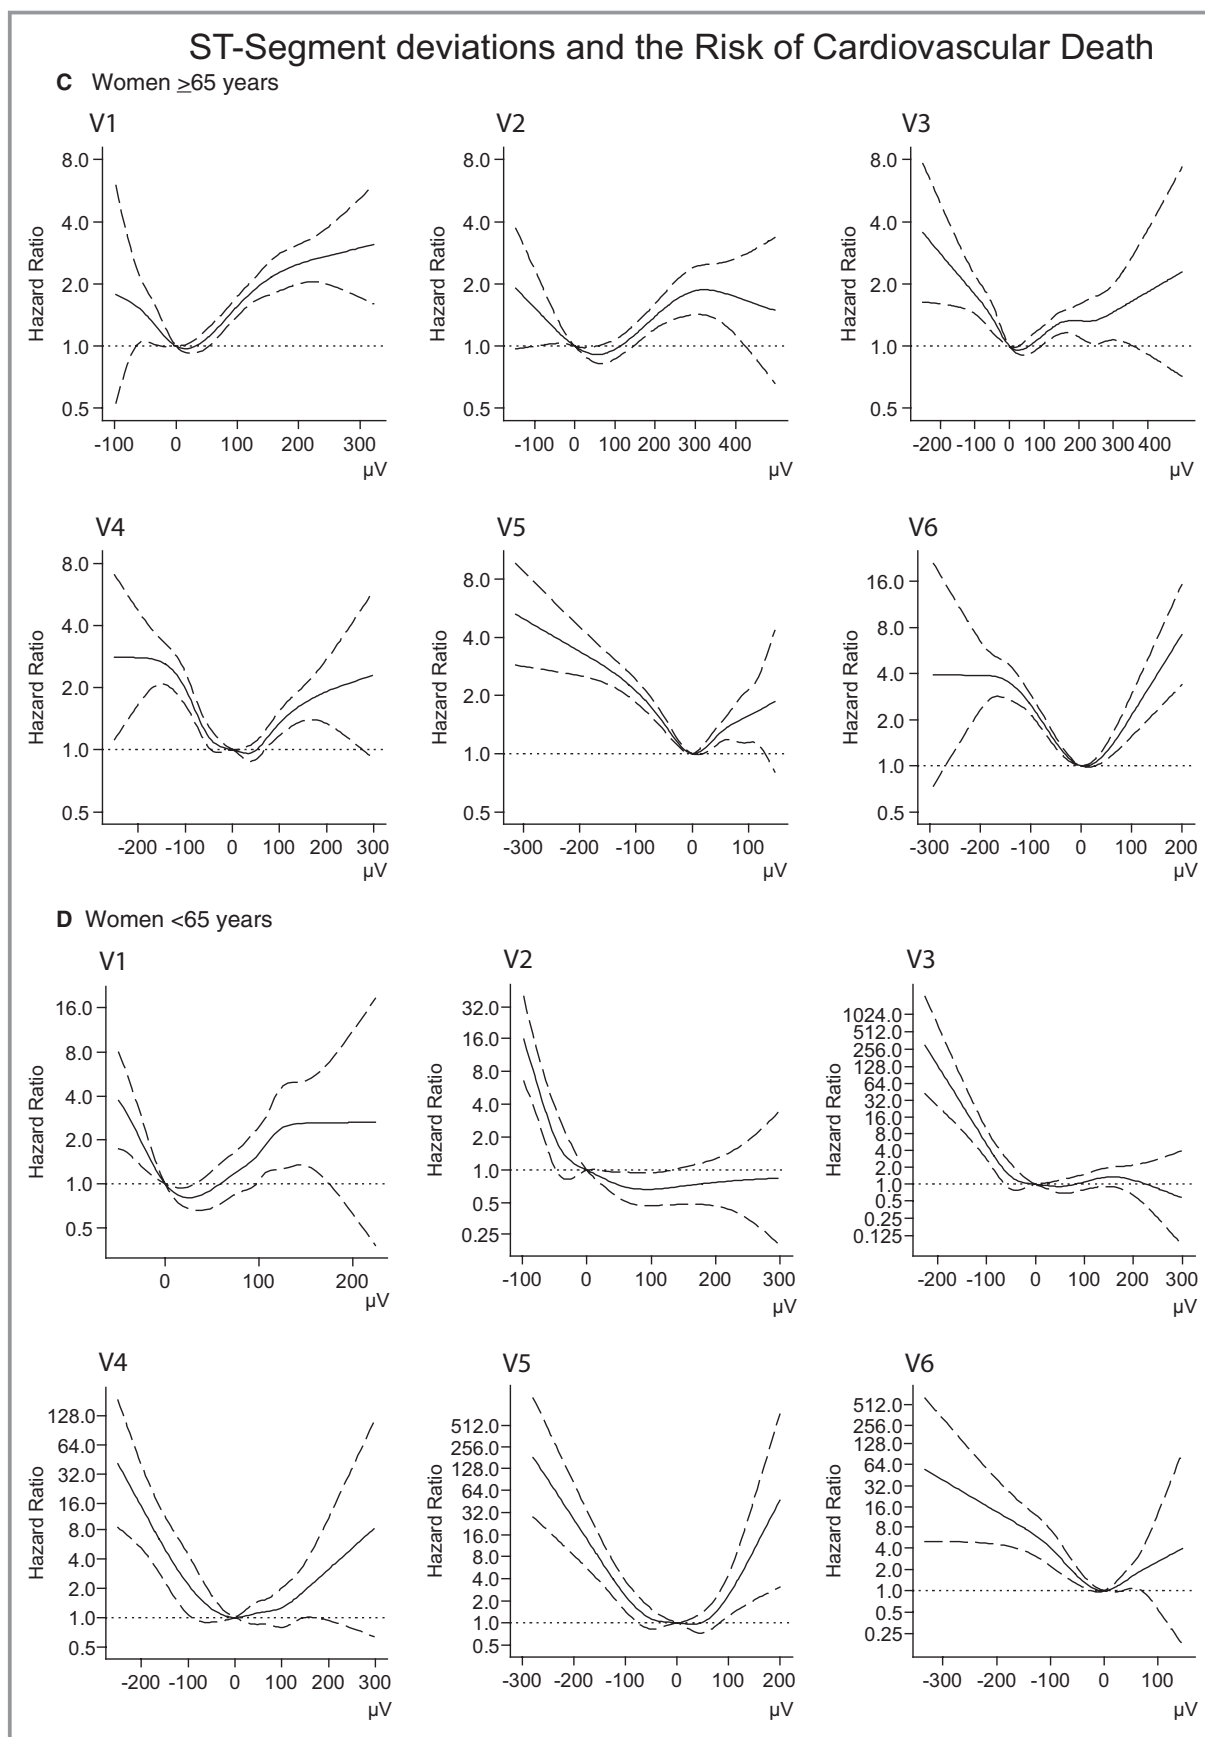 ST-Segment deviations and the Risk of Cardiovascular Death
C Women ≥65 years
V1
V2
V3
Hazard Ratio
8.0
4.0
2.0
1.0
0.5
-100 0 100 200 300
µV
Hazard Ratio
8.0
4.0
2.0
1.0
0.5
-100 0 100 200 300 400
µV
Hazard Ratio
8.0
4.0
2.0
1.0
0.5
-200 -100 0 100 200 300 400
µV
V4
V5
V6
Hazard Ratio
8.0
4.0
2.0
1.0
0.5
-200 -100 0 100 200 300
µV
Hazard Ratio
8.0
4.0
2.0
1.0
0.5
-300 -200 -100 0 100
µV
Hazard Ratio
16.0
8.0
4.0
2.0
1.0
0.5
-300 -200 -100 0 100 200
µV
D Women <65 years
V1
V2
V3
Hazard Ratio
16.0
8.0
4.0
2.0
1.0
0.5
0 100 200
µV
Hazard Ratio
32.0
16.0
8.0
4.0
2.0
1.0
0.5
0.25
-100 0 100 200 300
µV
Hazard Ratio
1024.0
512.0
256.0
128.0
64.0
32.0
16.0
8.0
4.0
2.0
1.0
0.5
0.25
0.125
-200 -100 0 100 200 300
µV
V4
V5
V6
Hazard Ratio
128.0
64.0
32.0
16.0
8.0
4.0
2.0
1.0
0.5
-200 -100 0 100 200 300
µV
Hazard Ratio
512.0
256.0
128.0
64.0
32.0
16.0
8.0
4.0
2.0
1.0
0.5
-300 -200 -100 0 100 200
µV
Hazard Ratio
512.0
256.0
128.0
64.0
32.0
16.0
8.0
4.0
2.0
1.0
0.5
0.25
-300 -200 -100 0 100
µV